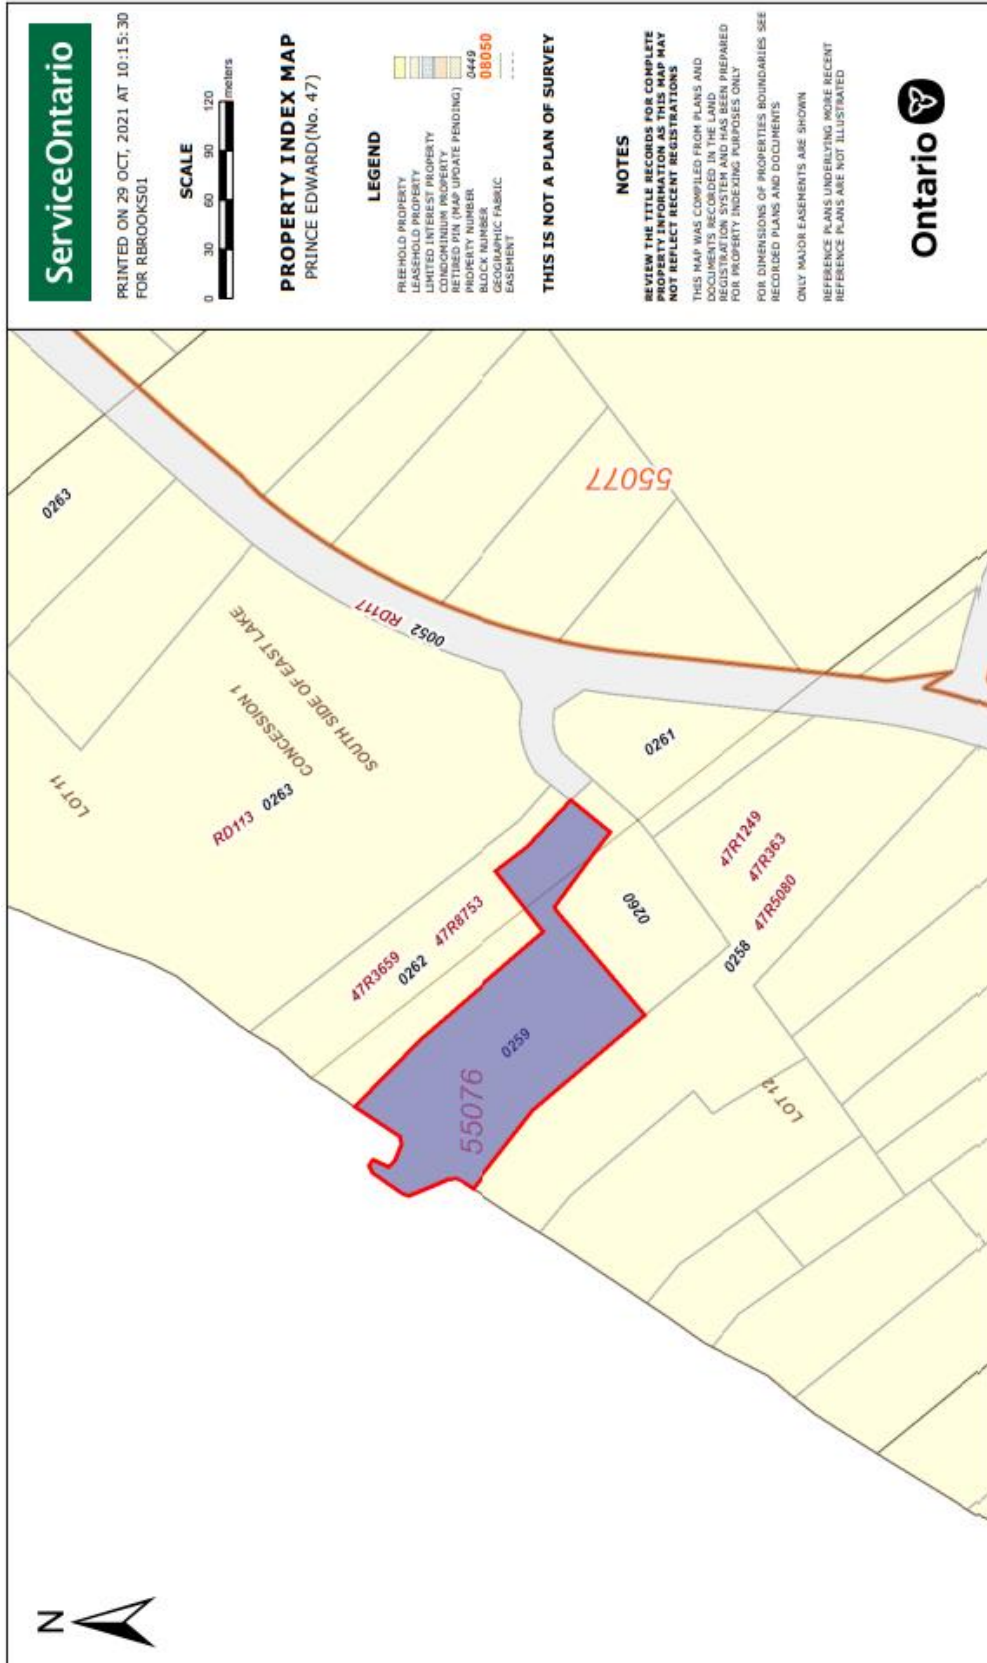 ServiceOntario
PRINTED ON 29 OCT, 2021 AT 10:15:30
FOR RBROOKS01
SCALE
0 30 60 90 120
meters
PROPERTY INDEX MAP
PRINCE EDWARD(No. 47)
LEGEND
FREEHOLD PROPERTY
LEASEHOLD PROPERTY
LIMITED INTEREST PROPERTY
CONDOMINIUM PROPERTY
RETIRED PIN (MAP UPDATE PENDING)
PROPERTY NUMBER 0449
BLOCK NUMBER 08050
GEOGRAPHIC FABRIC
EASEMENT
THIS IS NOT A PLAN OF SURVEY
NOTES
REVIEW THE TITLE RECORDS FOR COMPLETE
PROPERTY INFORMATION AS THIS MAP MAY
NOT REFLECT RECENT REGISTRATIONS
THIS MAP WAS COMPILED FROM PLANS AND
DOCUMENTS RECORDED IN THE LAND
REGISTRATION SYSTEM AND HAS BEEN PREPARED
FOR PROPERTY INDEXING PURPOSES ONLY
FOR DIMENSIONS OF PROPERTIES BOUNDARIES SEE
RECORDED PLANS AND DOCUMENTS
ONLY MAJOR EASEMENTS ARE SHOWN
REFERENCE PLANS UNDERLYING MORE RECENT
REFERENCE PLANS ARE NOT ILLUSTRATED
Ontario
0263
55077
RD117
0052
SOUTH SIDE OF EAST LAKE
CONCESSION 1
LOT 11
RD113 0263
0261
47R3659
0262
47R8753
0260
47R1249
47R363
47R5080
0258
0259
55076
LOT 12
N